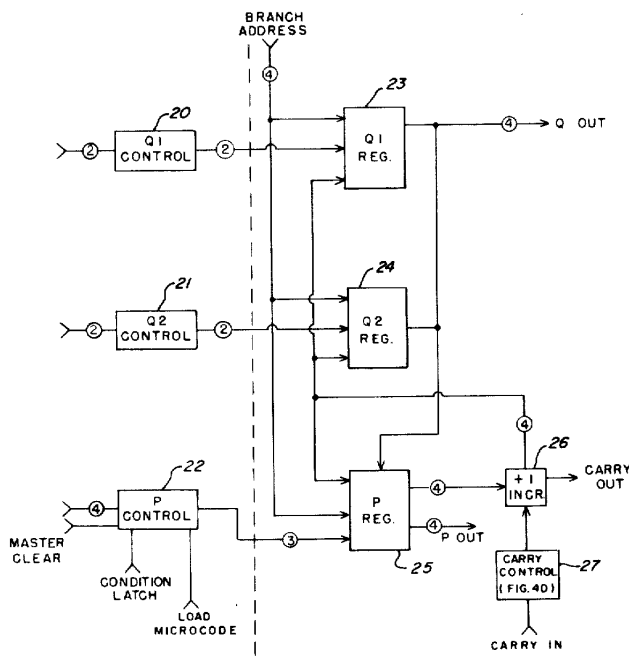 BRANCH
ADDRESS
4
20
Q1
CONTROL
2
2
23
Q1
REG.
4
Q OUT
21
Q2
CONTROL
2
2
24
Q2
REG.
4
26
+1
INCR.
CARRY
OUT
22
P
CONTROL
4
MASTER
CLEAR
CONDITION
LATCH
LOAD
MICROCODE
3
P
REG.
4
4
P OUT
25
CARRY
CONTROL
(FIG. 4D)
27
CARRY IN